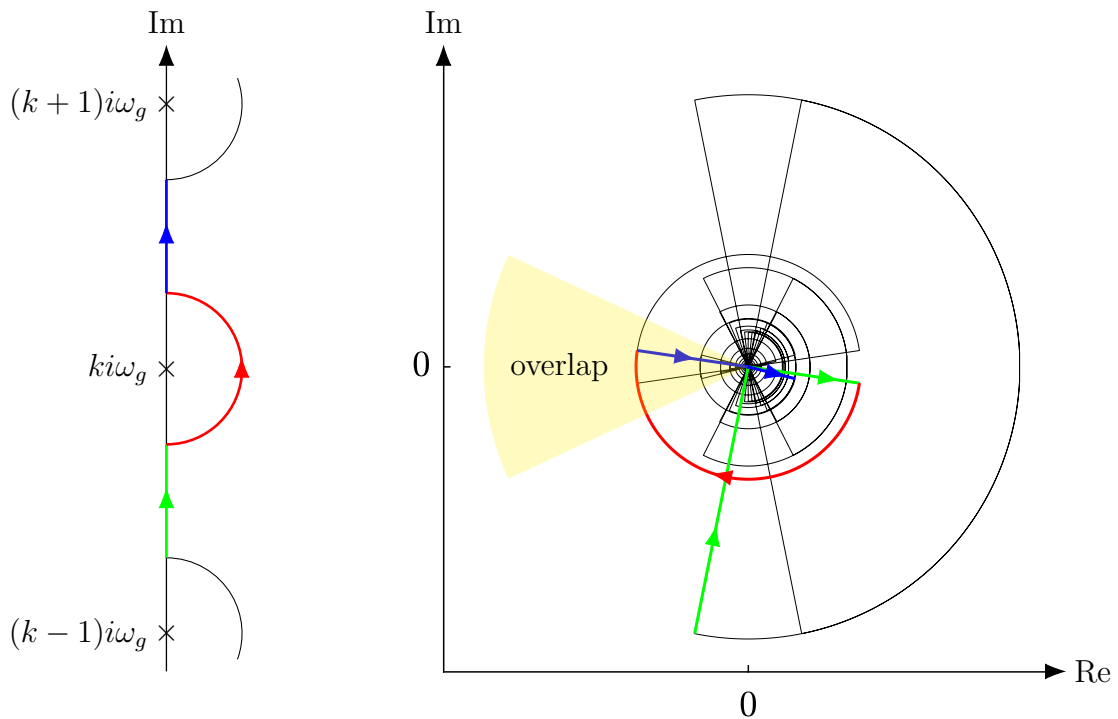 Im
(k + 1)iω_g
kiω_g
(k − 1)iω_g
Im
0
overlap
Re
0